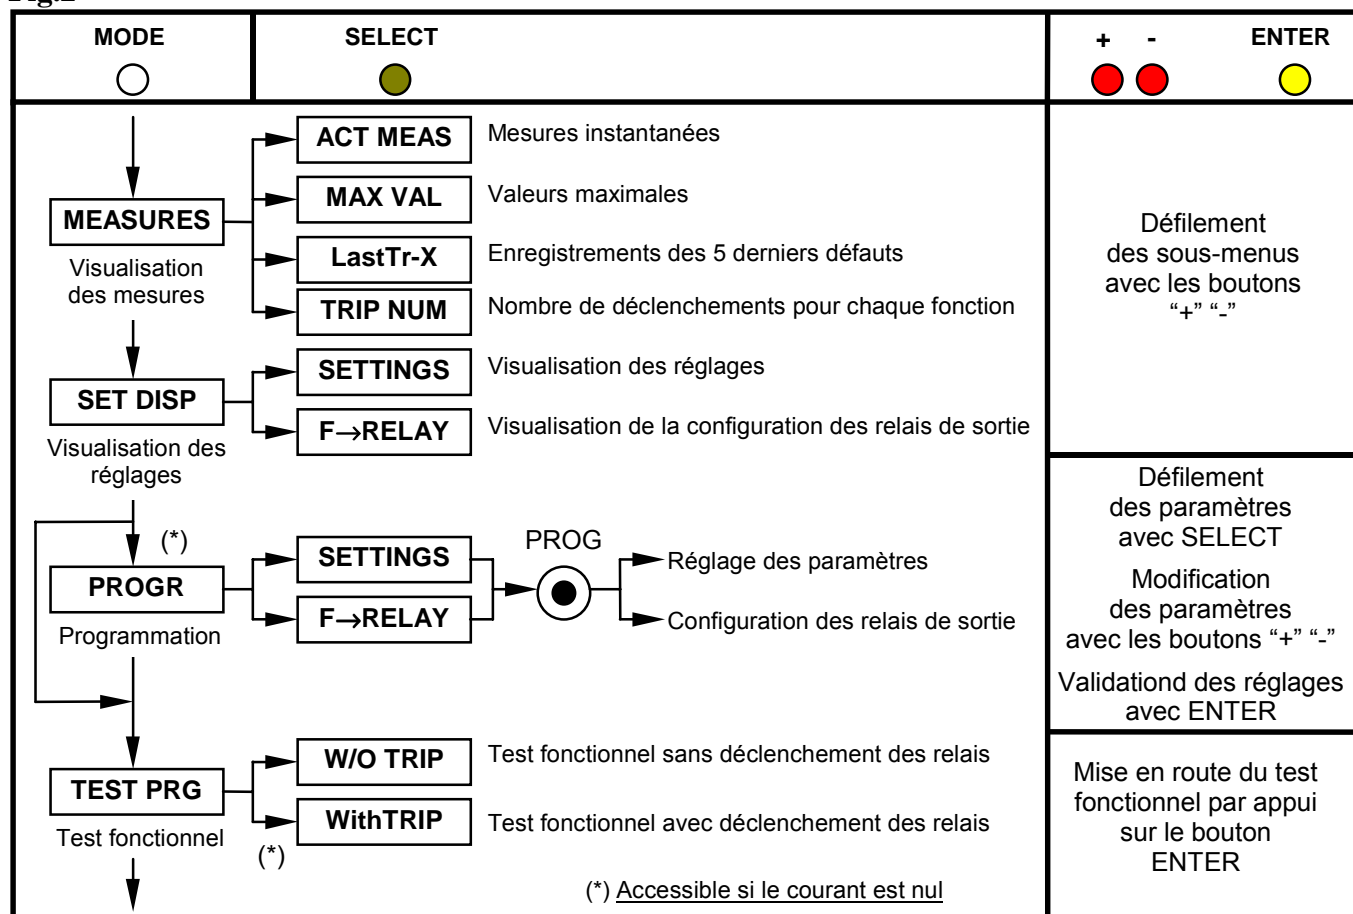 MODE
SELECT
+ - ENTER
ACT MEAS Mesures instantanées
MAX VAL Valeurs maximales
MEASURES
LastTr-X Enregistrements des 5 derniers défauts
Visualisation
des mesures
TRIP NUM Nombre de déclenchements pour chaque fonction
Défilement
des sous-menus
avec les boutons
“+” “-”
SETTINGS Visualisation des réglages
SET DISP
F→RELAY Visualisation de la configuration des relais de sortie
Visualisation des
réglages
(*)
PROGR
Programmation
SETTINGS
F→RELAY
PROG
Réglage des paramètres
Configuration des relais de sortie
Défilement
des paramètres
avec SELECT
Modification
des paramètres
avec les boutons “+” “-”
Validationd des réglages
avec ENTER
W/O TRIP Test fonctionnel sans déclenchement des relais
TEST PRG
WithTRIP Test fonctionnel avec déclenchement des relais
Test fonctionnel
(*)
Mise en route du test
fonctionnel par appui
sur le bouton
ENTER
(*) Accessible si le courant est nul